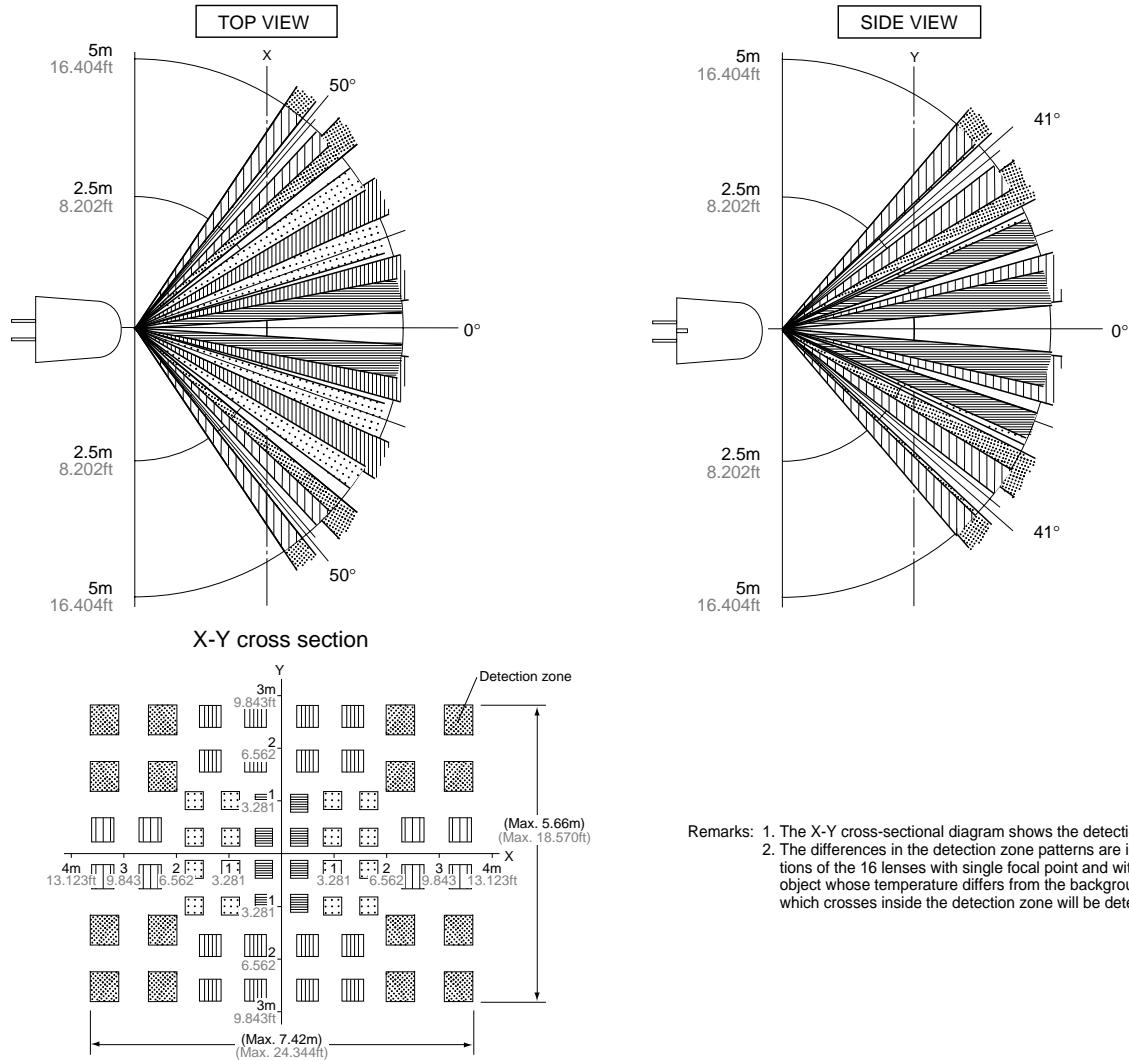 TOP VIEW
5m
16.404ft
X
50°
2.5m
8.202ft
0°
2.5m
8.202ft
50°
5m
16.404ft
SIDE VIEW
5m
16.404ft
Y
41°
2.5m
8.202ft
0°
2.5m
8.202ft
41°
5m
16.404ft
X-Y cross section
Y
Detection zone
3m
9.843ft
2
6.562
1
3.281
(Max. 5.66m)
(Max. 18.570ft)
4m 3 2 1 1 2 3 4m X
13.123ft 9.843 6.562 3.281 3.281 6.562 9.843 13.123ft
1
3.281
2
6.562
3m
9.843ft
(Max. 7.42m)
(Max. 24.344ft)
Remarks: 1. The X-Y cross-sectional diagram shows the detecti
2. The differences in the detection zone patterns are i
tions of the 16 lenses with single focal point and wit
object whose temperature differs from the backgrou
which crosses inside the detection zone will be dete